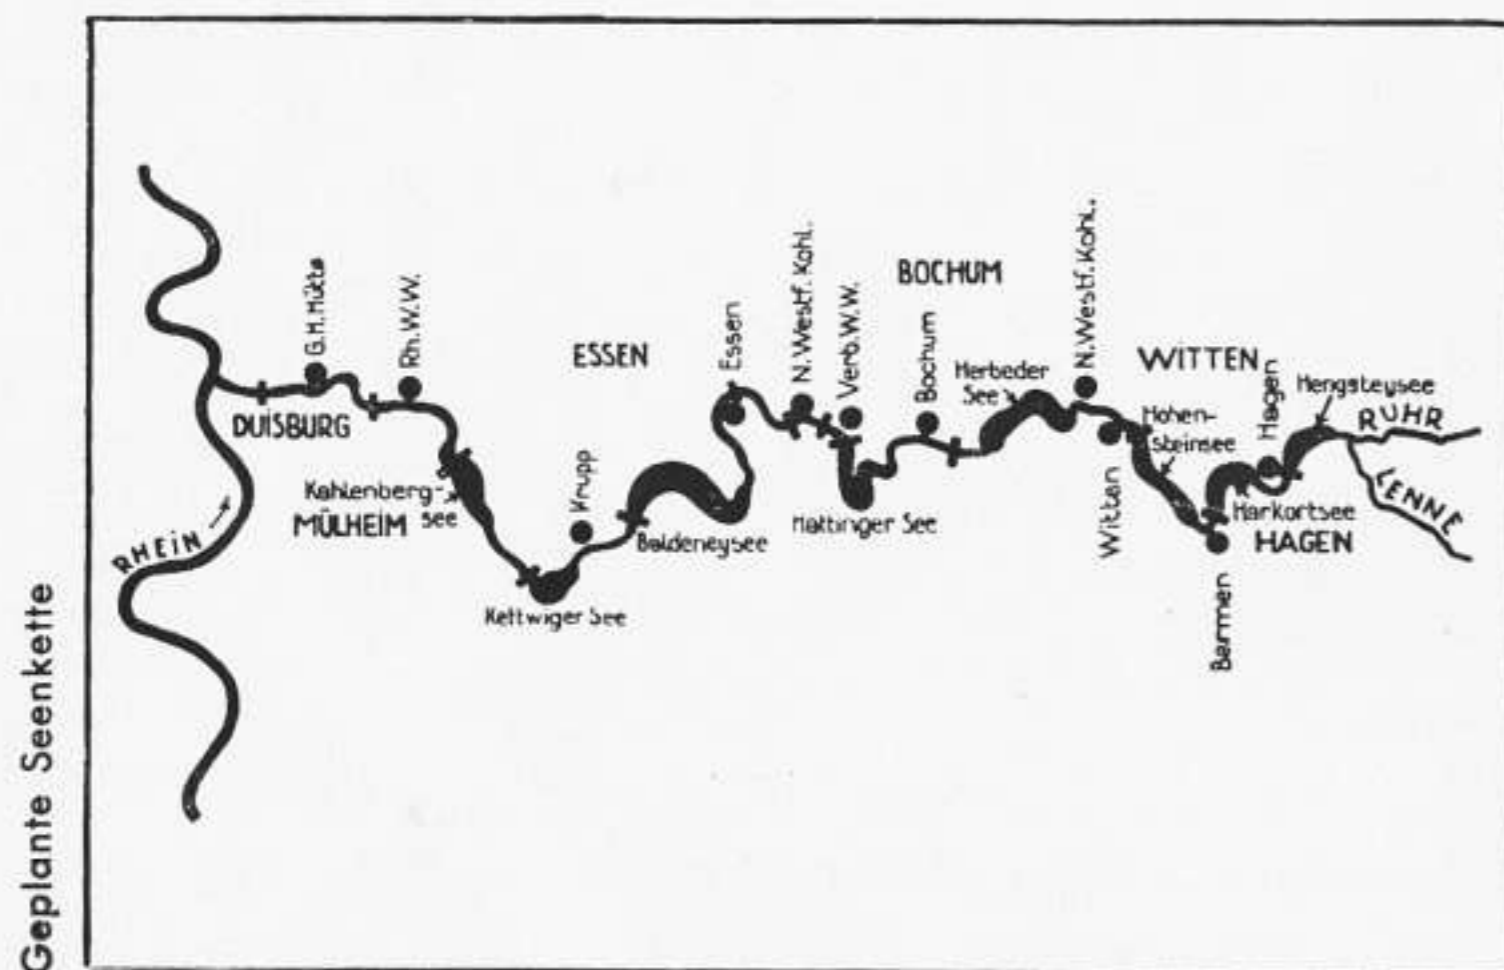 Geplante Seenkette
RHEIN
DUISBURG
G.H.Hütte
Rh.W.W.
Kahlenberg-
see
MÜLHEIM
Kettwiger See
Krupp
ESSEN
Baldeneysee
Essen
N.Westf.Kohl.
Verb.W.W.
Hattinger See
BOCHUM
Bochum
Herbeder
See
N.Westf.Kohl.
WITTEN
Witten
Hohen-
steinsee
Barmen
Hagen
Harkortsee
HAGEN
Hengsteysee
RUHR
LENNE